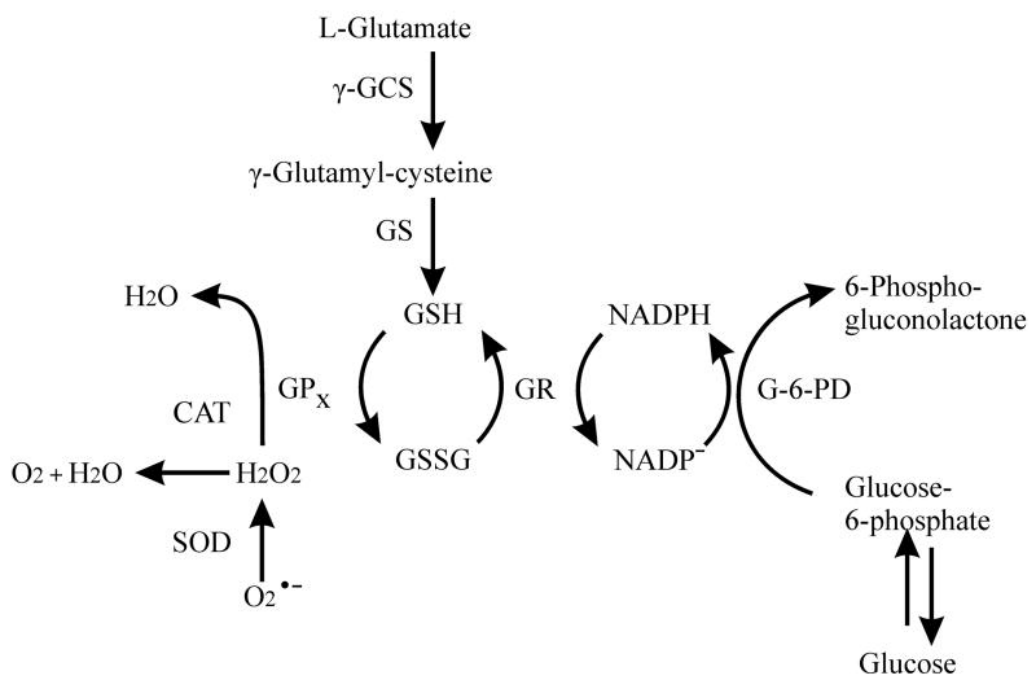 L-Glutamate
γ-GCS
γ-Glutamyl-cysteine
GS
H2O
GSH
NADPH
6-Phospho-
gluconolactone
GPx
GR
G-6-PD
CAT
O2 + H2O
H2O2
GSSG
NADP⁻
Glucose-
6-phosphate
SOD
O2•−
Glucose